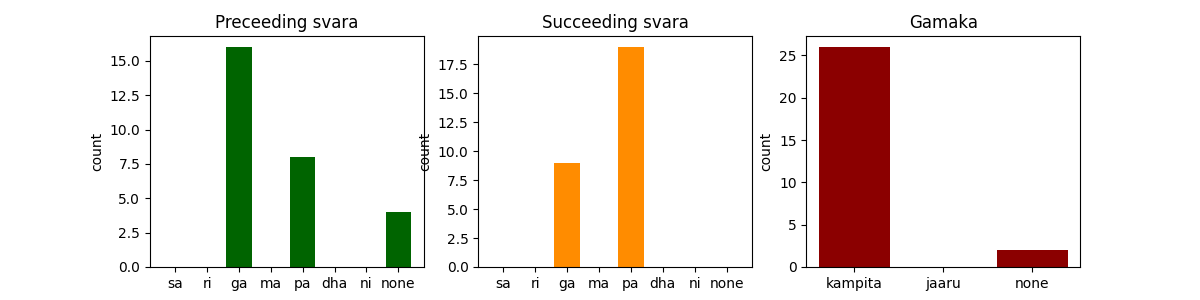 Preceeding svara
count
15.0
12.5
10.0
7.5
5.0
2.5
0.0
sa ri ga ma pa dha ni none
Succeeding svara
count
17.5
15.0
12.5
10.0
7.5
5.0
2.5
0.0
sa ri ga ma pa dha ni none
Gamaka
count
25
20
15
10
5
0
kampita jaaru none